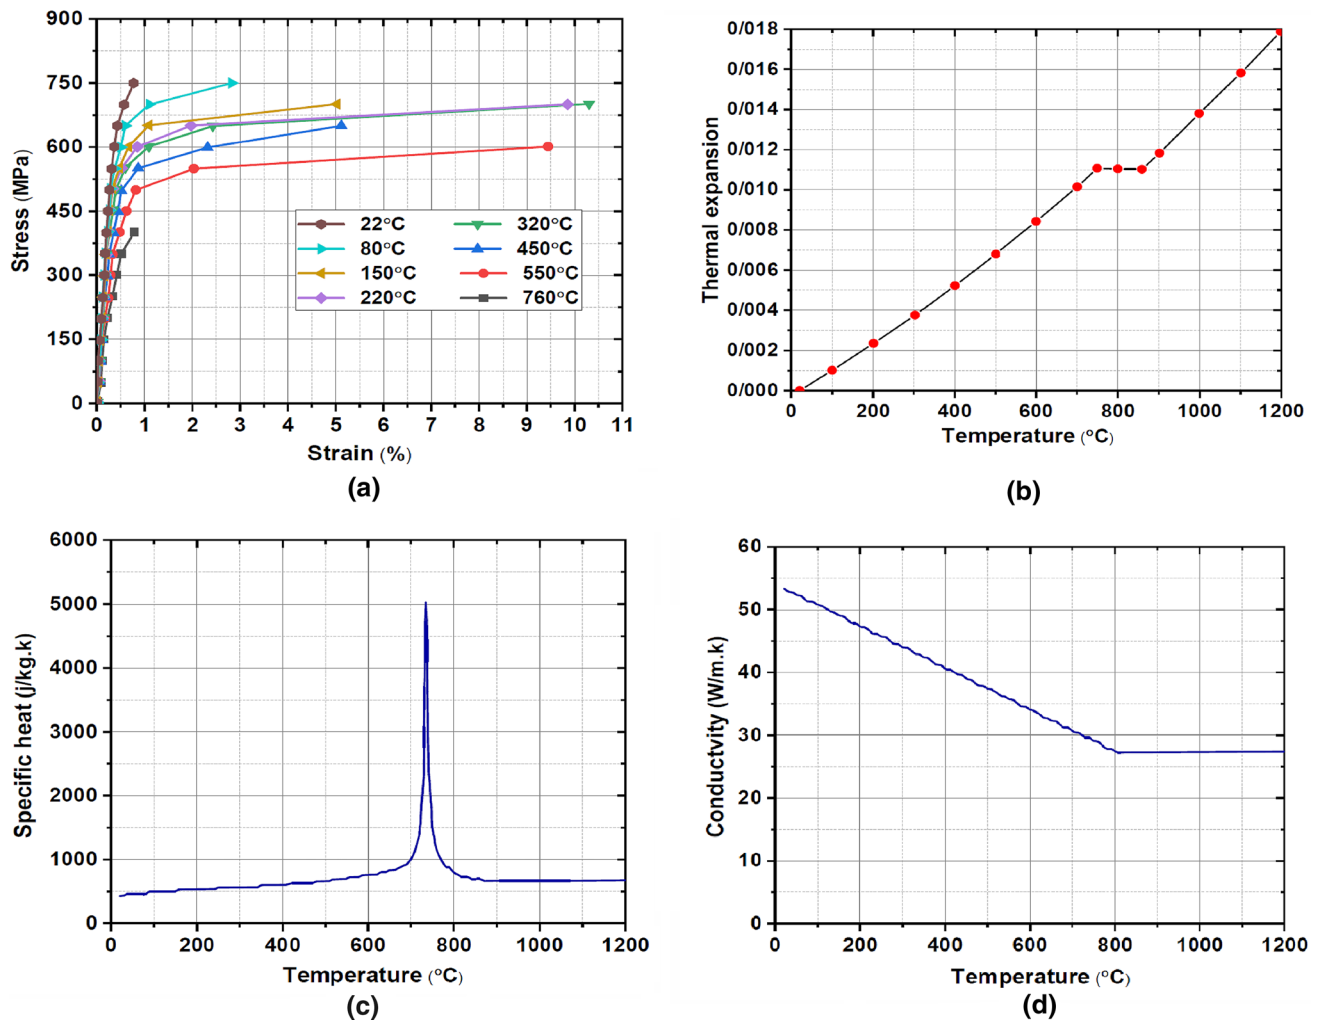 900
750
600
450
300
150
0
Stress (MPa)
22°C
80°C
150°C
220°C
320°C
450°C
550°C
760°C
0 1 2 3 4 5 6 7 8 9 10 11
Strain (%)
(a)
0/018
0/016
0/014
0/012
0/010
0/008
0/006
0/004
0/002
0/000
Thermal expansion
0 200 400 600 800 1000 1200
Temperature (°C)
(b)
6000
5000
4000
3000
2000
1000
0
Specific heat (j/kg.k)
0 200 400 600 800 1000 1200
Temperature (°C)
(c)
60
50
40
30
20
10
0
Conductvity (W/m.k)
0 200 400 600 800 1000 1200
Temperature (°C)
(d)